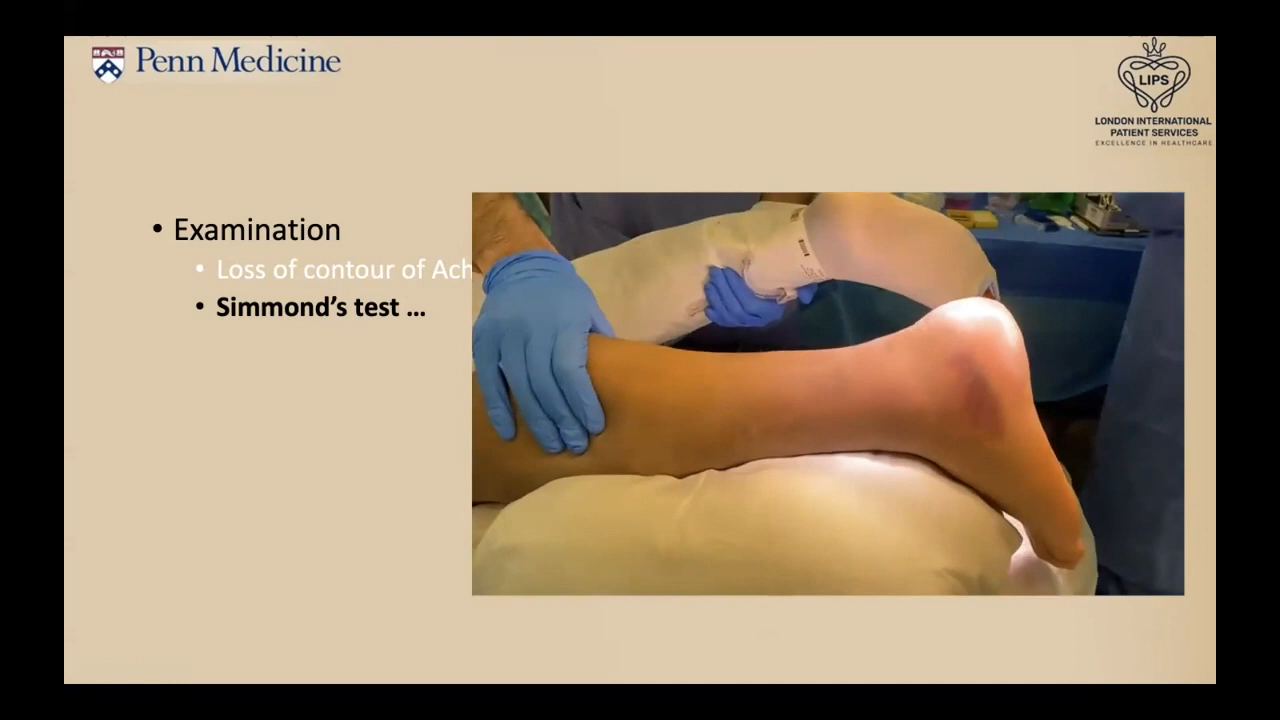 Penn Medicine
LIPS
LONDON INTERNATIONAL
PATIENT SERVICES
EXCELLENCE IN HEALTHCARE
• Examination
• Loss of contour of Ach
• Simmond’s test ...